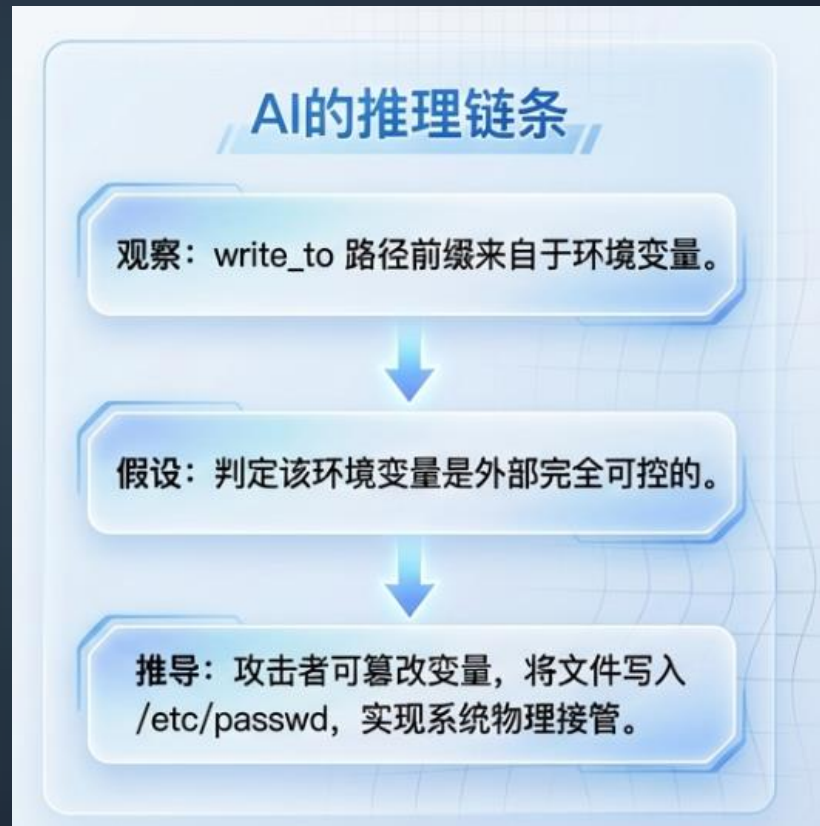 AI的推理链条
观察：write_to 路径前缀来自于环境变量。
假设：判定该环境变量是外部完全可控的。
推导：攻击者可篡改变量，将文件写入
/etc/passwd，实现系统物理接管。